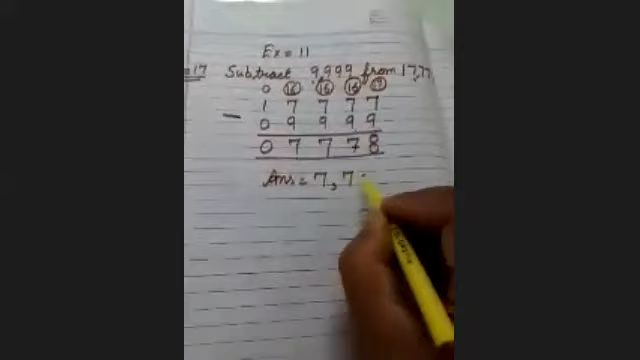 Ex = 11
=17 Subtract 9,999 from 17,77
0 16 16 16 17
1 7 7 7 7
- 0 9 9 9 9
0 7 7 7 8
Ans = 7, 7